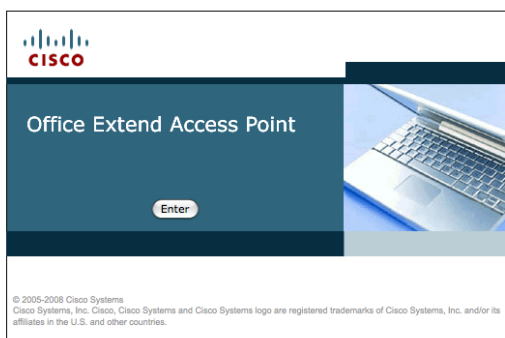 CISCO
Office Extend Access Point
Enter
© 2005-2008 Cisco Systems
Cisco Systems, Inc. Cisco, Cisco Systems and Cisco Systems logo are registered trademarks of Cisco Systems, Inc. and/or its
affiliates in the U.S. and other countries.